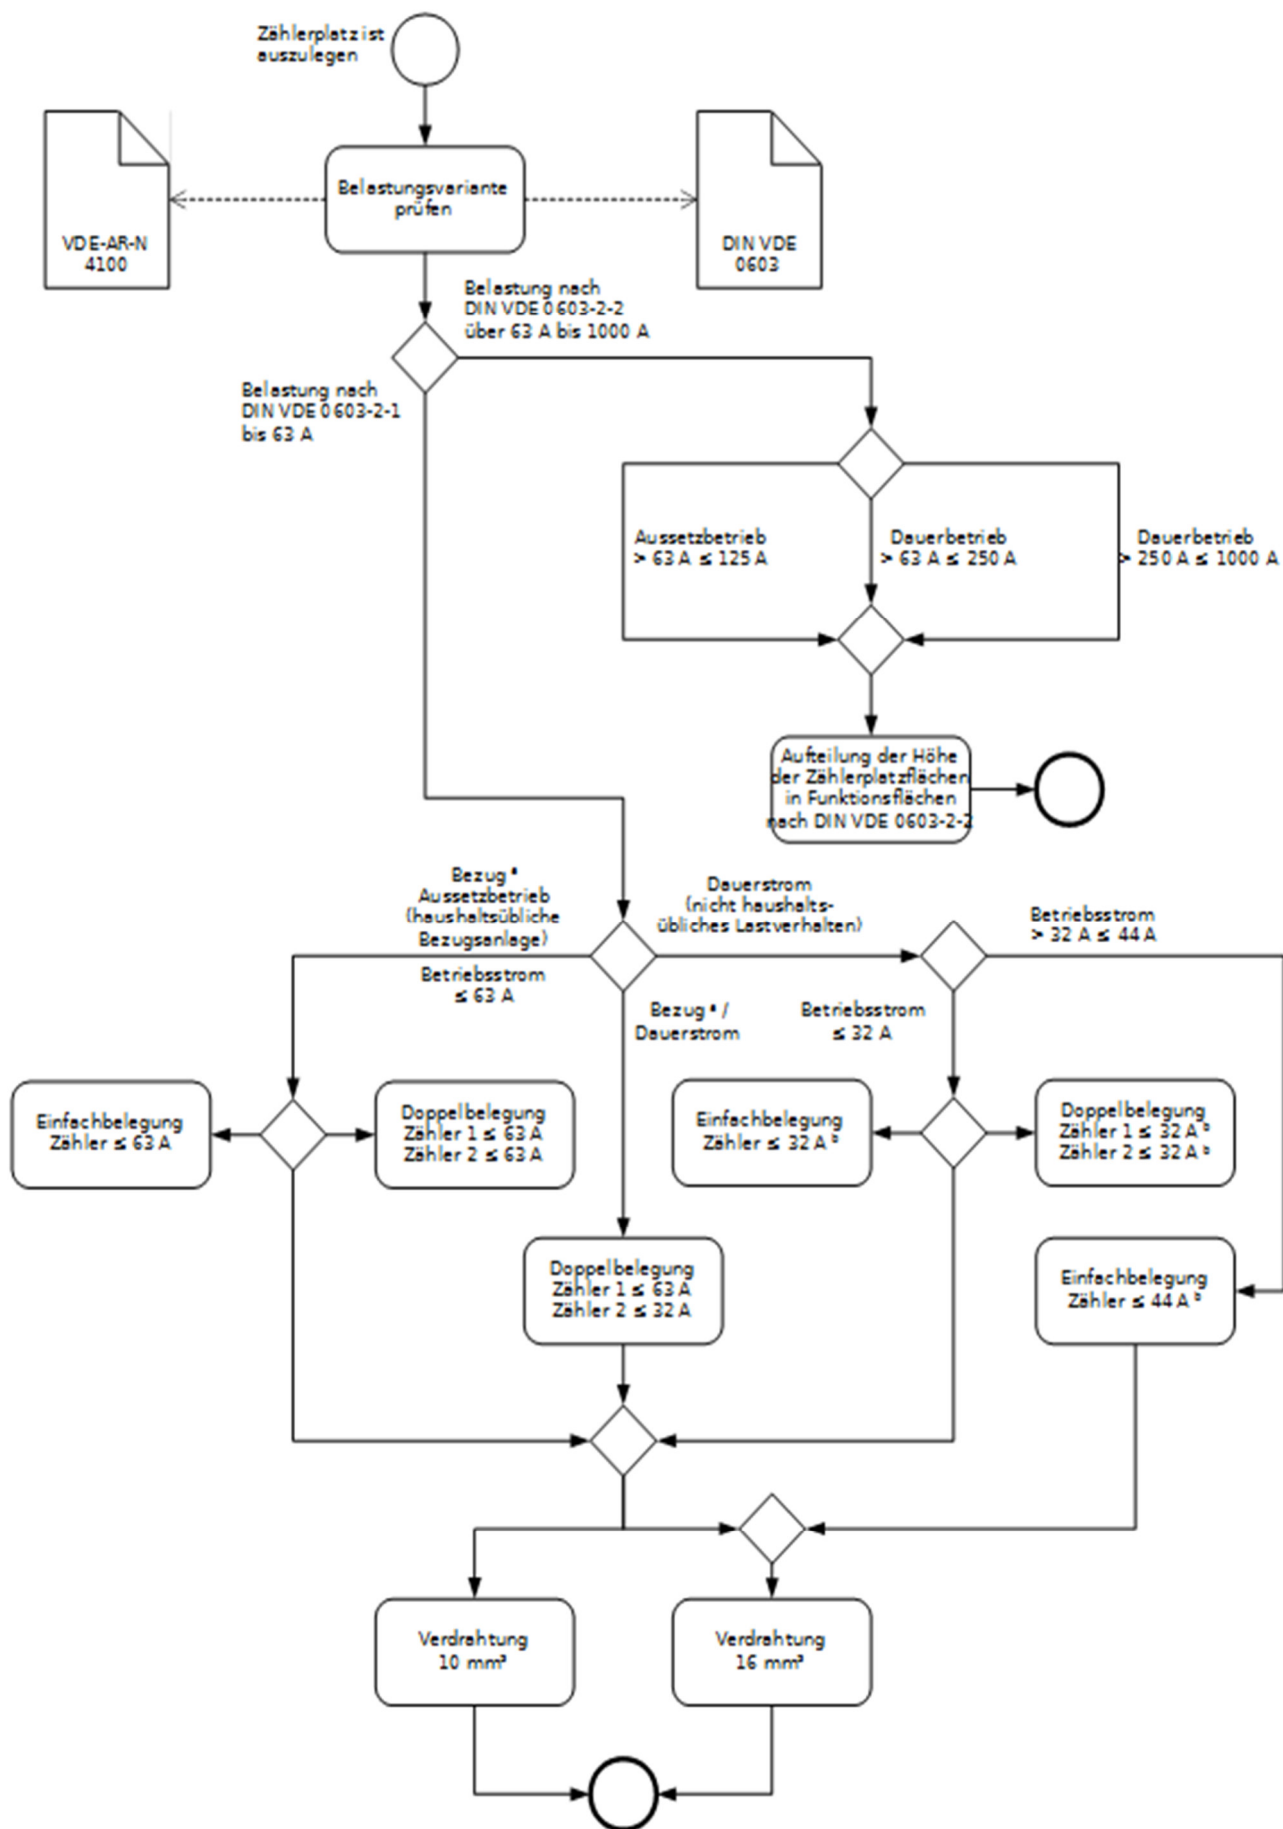 Zählerplatz ist
auszulegen
Belastungsvariante
prüfen
VDE-AR-N
4100
DIN VDE
0603
Belastung nach
DIN VDE 0603-2-2
über 63 A bis 1000 A
Belastung nach
DIN VDE 0603-2-1
bis 63 A
Aussetzbetrieb
> 63 A ≤ 125 A
Dauerbetrieb
> 63 A ≤ 250 A
Dauerbetrieb
> 250 A ≤ 1000 A
Aufteilung der Höhe
der Zählerplatzflächen
in Funktionsflächen
nach DIN VDE 0603-2-2
Bezug ª
Aussetzbetrieb
(haushaltsübliche
Bezugsanlage)
Betriebsstrom
≤ 63 A
Dauerstrom
(nicht haushalts-
übliches Lastverhalten)
Betriebsstrom
> 32 A ≤ 44 A
Bezug ª /
Dauerstrom
Betriebsstrom
≤ 32 A
Einfachbelegung
Zähler ≤ 63 A
Doppelbelegung
Zähler 1 ≤ 63 A
Zähler 2 ≤ 63 A
Einfachbelegung
Zähler ≤ 32 A ᵇ
Doppelbelegung
Zähler 1 ≤ 32 A ᵇ
Zähler 2 ≤ 32 A ᵇ
Doppelbelegung
Zähler 1 ≤ 63 A
Zähler 2 ≤ 32 A
Einfachbelegung
Zähler ≤ 44 A ᵇ
Verdrahtung
10 mm²
Verdrahtung
16 mm²